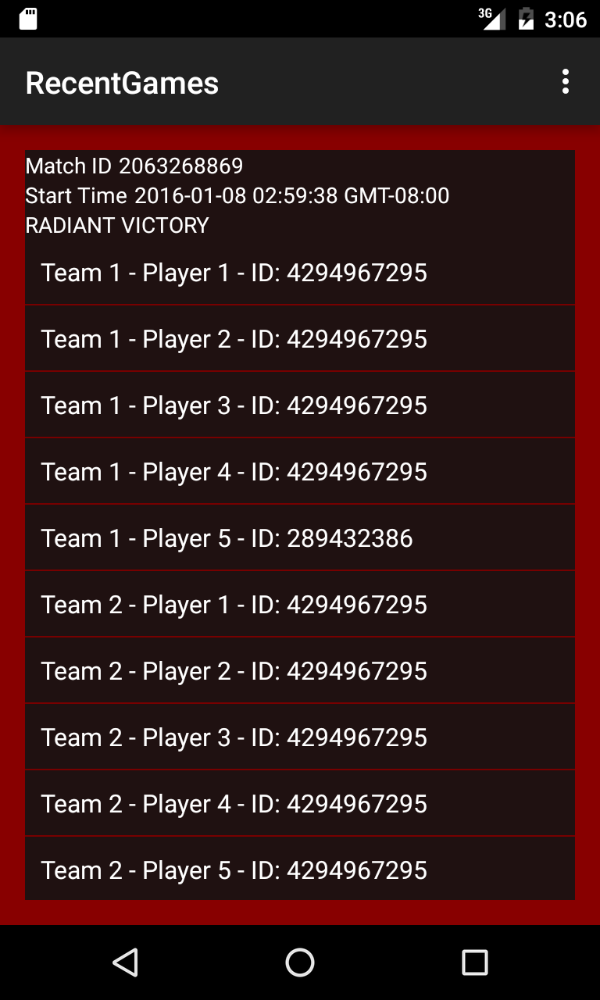 3G 3:06
RecentGames
Match ID 2063268869
Start Time 2016-01-08 02:59:38 GMT-08:00
RADIANT VICTORY
Team 1 - Player 1 - ID: 4294967295
Team 1 - Player 2 - ID: 4294967295
Team 1 - Player 3 - ID: 4294967295
Team 1 - Player 4 - ID: 4294967295
Team 1 - Player 5 - ID: 289432386
Team 2 - Player 1 - ID: 4294967295
Team 2 - Player 2 - ID: 4294967295
Team 2 - Player 3 - ID: 4294967295
Team 2 - Player 4 - ID: 4294967295
Team 2 - Player 5 - ID: 4294967295